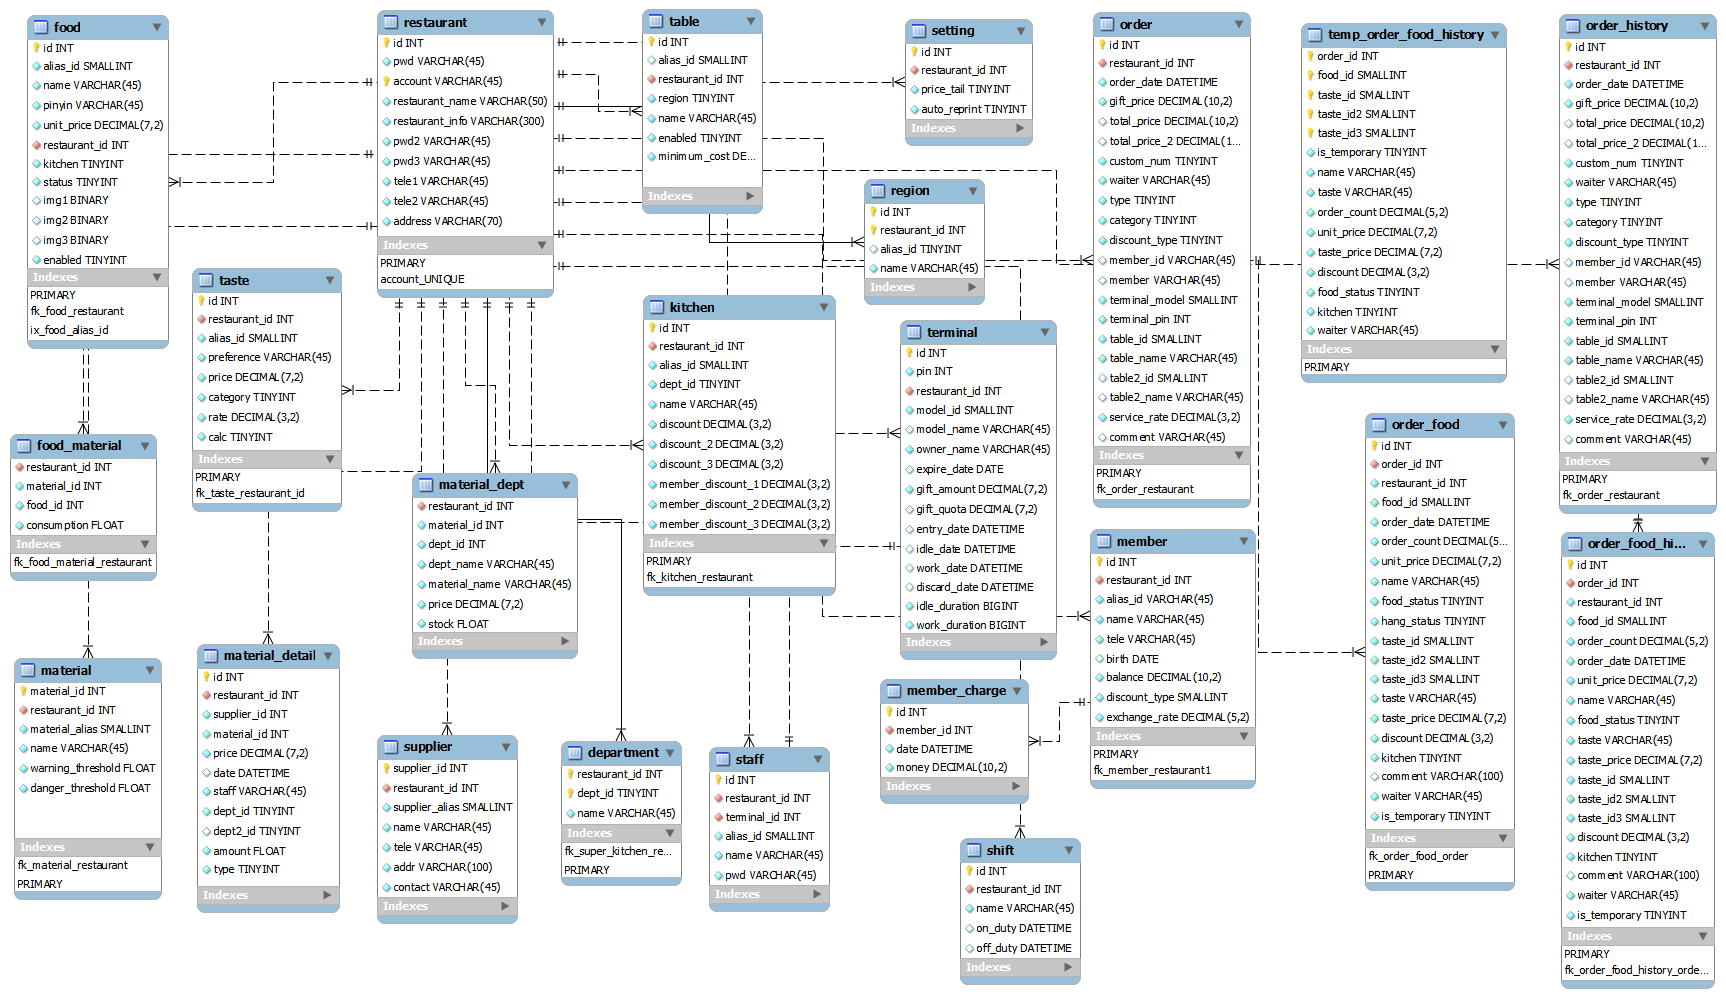 food
id INT
alias_id SMALLINT
name VARCHAR(45)
pinyin VARCHAR(45)
unit_price DECIMAL(7,2)
restaurant_id INT
kitchen TINYINT
status TINYINT
img1 BINARY
img2 BINARY
img3 BINARY
enabled TINYINT
Indexes
PRIMARY
fk_food_restaurant
ix_food_alias_id
restaurant
id INT
pwd VARCHAR(45)
account VARCHAR(45)
restaurant_name VARCHAR(50)
restaurant_info VARCHAR(300)
pwd2 VARCHAR(45)
pwd3 VARCHAR(45)
tele1 VARCHAR(45)
tele2 VARCHAR(45)
address VARCHAR(70)
Indexes
PRIMARY
account_UNIQUE
table
id INT
alias_id SMALLINT
restaurant_id INT
region TINYINT
name VARCHAR(45)
enabled TINYINT
minimum_cost DE...
Indexes
setting
id INT
restaurant_id INT
price_tail TINYINT
auto_reprint TINYINT
Indexes
region
id INT
restaurant_id INT
alias_id TINYINT
name VARCHAR(45)
Indexes
order
id INT
restaurant_id INT
order_date DATETIME
gift_price DECIMAL(10,2)
total_price DECIMAL(10,2)
total_price_2 DECIMAL(1...
custom_num TINYINT
waiter VARCHAR(45)
type TINYINT
category TINYINT
discount_type TINYINT
member_id VARCHAR(45)
member VARCHAR(45)
terminal_model SMALLINT
terminal_pin INT
table_id SMALLINT
table_name VARCHAR(45)
table2_id SMALLINT
table2_name VARCHAR(45)
service_rate DECIMAL(3,2)
comment VARCHAR(45)
Indexes
PRIMARY
fk_order_restaurant
temp_order_food_history
order_id INT
food_id SMALLINT
taste_id SMALLINT
taste_id2 SMALLINT
taste_id3 SMALLINT
is_temporary TINYINT
name VARCHAR(45)
taste VARCHAR(45)
order_count DECIMAL(5,2)
unit_price DECIMAL(7,2)
taste_price DECIMAL(7,2)
discount DECIMAL(3,2)
food_status TINYINT
kitchen TINYINT
waiter VARCHAR(45)
Indexes
PRIMARY
order_history
id INT
restaurant_id INT
order_date DATETIME
gift_price DECIMAL(10,2)
total_price DECIMAL(10,2)
total_price_2 DECIMAL(1...
custom_num TINYINT
waiter VARCHAR(45)
type TINYINT
category TINYINT
discount_type TINYINT
member_id VARCHAR(45)
member VARCHAR(45)
terminal_model SMALLINT
terminal_pin INT
table_id SMALLINT
table_name VARCHAR(45)
table2_id SMALLINT
table2_name VARCHAR(45)
service_rate DECIMAL(3,2)
comment VARCHAR(45)
Indexes
PRIMARY
fk_order_restaurant
taste
id INT
restaurant_id INT
alias_id SMALLINT
preference VARCHAR(45)
price DECIMAL(7,2)
category TINYINT
rate DECIMAL(3,2)
calc TINYINT
Indexes
PRIMARY
fk_taste_restaurant_id
kitchen
id INT
restaurant_id INT
alias_id SMALLINT
dept_id TINYINT
name VARCHAR(45)
discount DECIMAL(3,2)
discount_2 DECIMAL(3,2)
discount_3 DECIMAL(3,2)
member_discount_1 DECIMAL(3,2)
member_discount_2 DECIMAL(3,2)
member_discount_3 DECIMAL(3,2)
Indexes
PRIMARY
fk_kitchen_restaurant
terminal
id INT
pin INT
restaurant_id INT
model_id SMALLINT
model_name VARCHAR(45)
owner_name VARCHAR(45)
expire_date DATE
gift_amount DECIMAL(7,2)
gift_quota DECIMAL(7,2)
entry_date DATETIME
idle_date DATETIME
work_date DATETIME
discard_date DATETIME
idle_duration BIGINT
work_duration BIGINT
Indexes
food_material
restaurant_id INT
material_id INT
food_id INT
consumption FLOAT
Indexes
fk_food_material_restaurant
material_dept
restaurant_id INT
material_id INT
dept_id INT
dept_name VARCHAR(45)
material_name VARCHAR(45)
price DECIMAL(7,2)
stock FLOAT
Indexes
order_food
id INT
order_id INT
restaurant_id INT
food_id SMALLINT
order_date DATETIME
order_count DECIMAL(5...
unit_price DECIMAL(7,2)
name VARCHAR(45)
food_status TINYINT
hang_status TINYINT
taste_id SMALLINT
taste_id2 SMALLINT
taste_id3 SMALLINT
taste VARCHAR(45)
taste_price DECIMAL(7,2)
discount DECIMAL(3,2)
kitchen TINYINT
comment VARCHAR(100)
waiter VARCHAR(45)
is_temporary TINYINT
Indexes
fk_order_food_order
PRIMARY
member
id INT
restaurant_id INT
alias_id VARCHAR(45)
name VARCHAR(45)
tele VARCHAR(45)
birth DATE
balance DECIMAL(10,2)
discount_type SMALLINT
exchange_rate DECIMAL(5,2)
Indexes
PRIMARY
fk_member_restaurant1
order_food_hi...
id INT
order_id INT
restaurant_id INT
food_id SMALLINT
order_count DECIMAL(5,2)
order_date DATETIME
unit_price DECIMAL(7,2)
name VARCHAR(45)
food_status TINYINT
taste VARCHAR(45)
taste_price DECIMAL(7,2)
taste_id SMALLINT
taste_id2 SMALLINT
taste_id3 SMALLINT
discount DECIMAL(3,2)
kitchen TINYINT
comment VARCHAR(100)
waiter VARCHAR(45)
is_temporary TINYINT
Indexes
PRIMARY
fk_order_food_history_orde...
material
material_id INT
restaurant_id INT
material_alias SMALLINT
name VARCHAR(45)
warning_threshold FLOAT
danger_threshold FLOAT
Indexes
fk_material_restaurant
PRIMARY
material_detail
id INT
restaurant_id INT
supplier_id INT
material_id INT
price DECIMAL(7,2)
date DATETIME
staff VARCHAR(45)
dept_id TINYINT
dept2_id TINYINT
amount FLOAT
type TINYINT
Indexes
supplier
supplier_id INT
restaurant_id INT
supplier_alias SMALLINT
name VARCHAR(45)
tele VARCHAR(45)
addr VARCHAR(100)
contact VARCHAR(45)
Indexes
department
restaurant_id INT
dept_id TINYINT
name VARCHAR(45)
Indexes
fk_super_kitchen_re...
PRIMARY
staff
id INT
restaurant_id INT
terminal_id INT
alias_id SMALLINT
name VARCHAR(45)
pwd VARCHAR(45)
Indexes
member_charge
id INT
member_id INT
date DATETIME
money DECIMAL(10,2)
Indexes
shift
id INT
restaurant_id INT
name VARCHAR(45)
on_duty DATETIME
off_duty DATETIME
Indexes